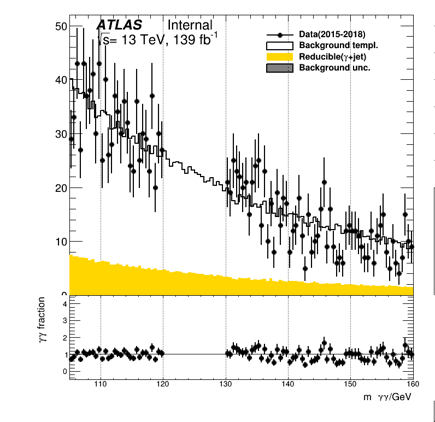 ATLAS Internal
√s= 13 TeV, 139 fb⁻¹
Data(2015-2018)
Background templ.
Reducible(γ+jet)
Background unc.
50
40
30
20
10
0
γγ fraction
4
3
2
1
0
110 120 130 140 150 160
m γγ/GeV